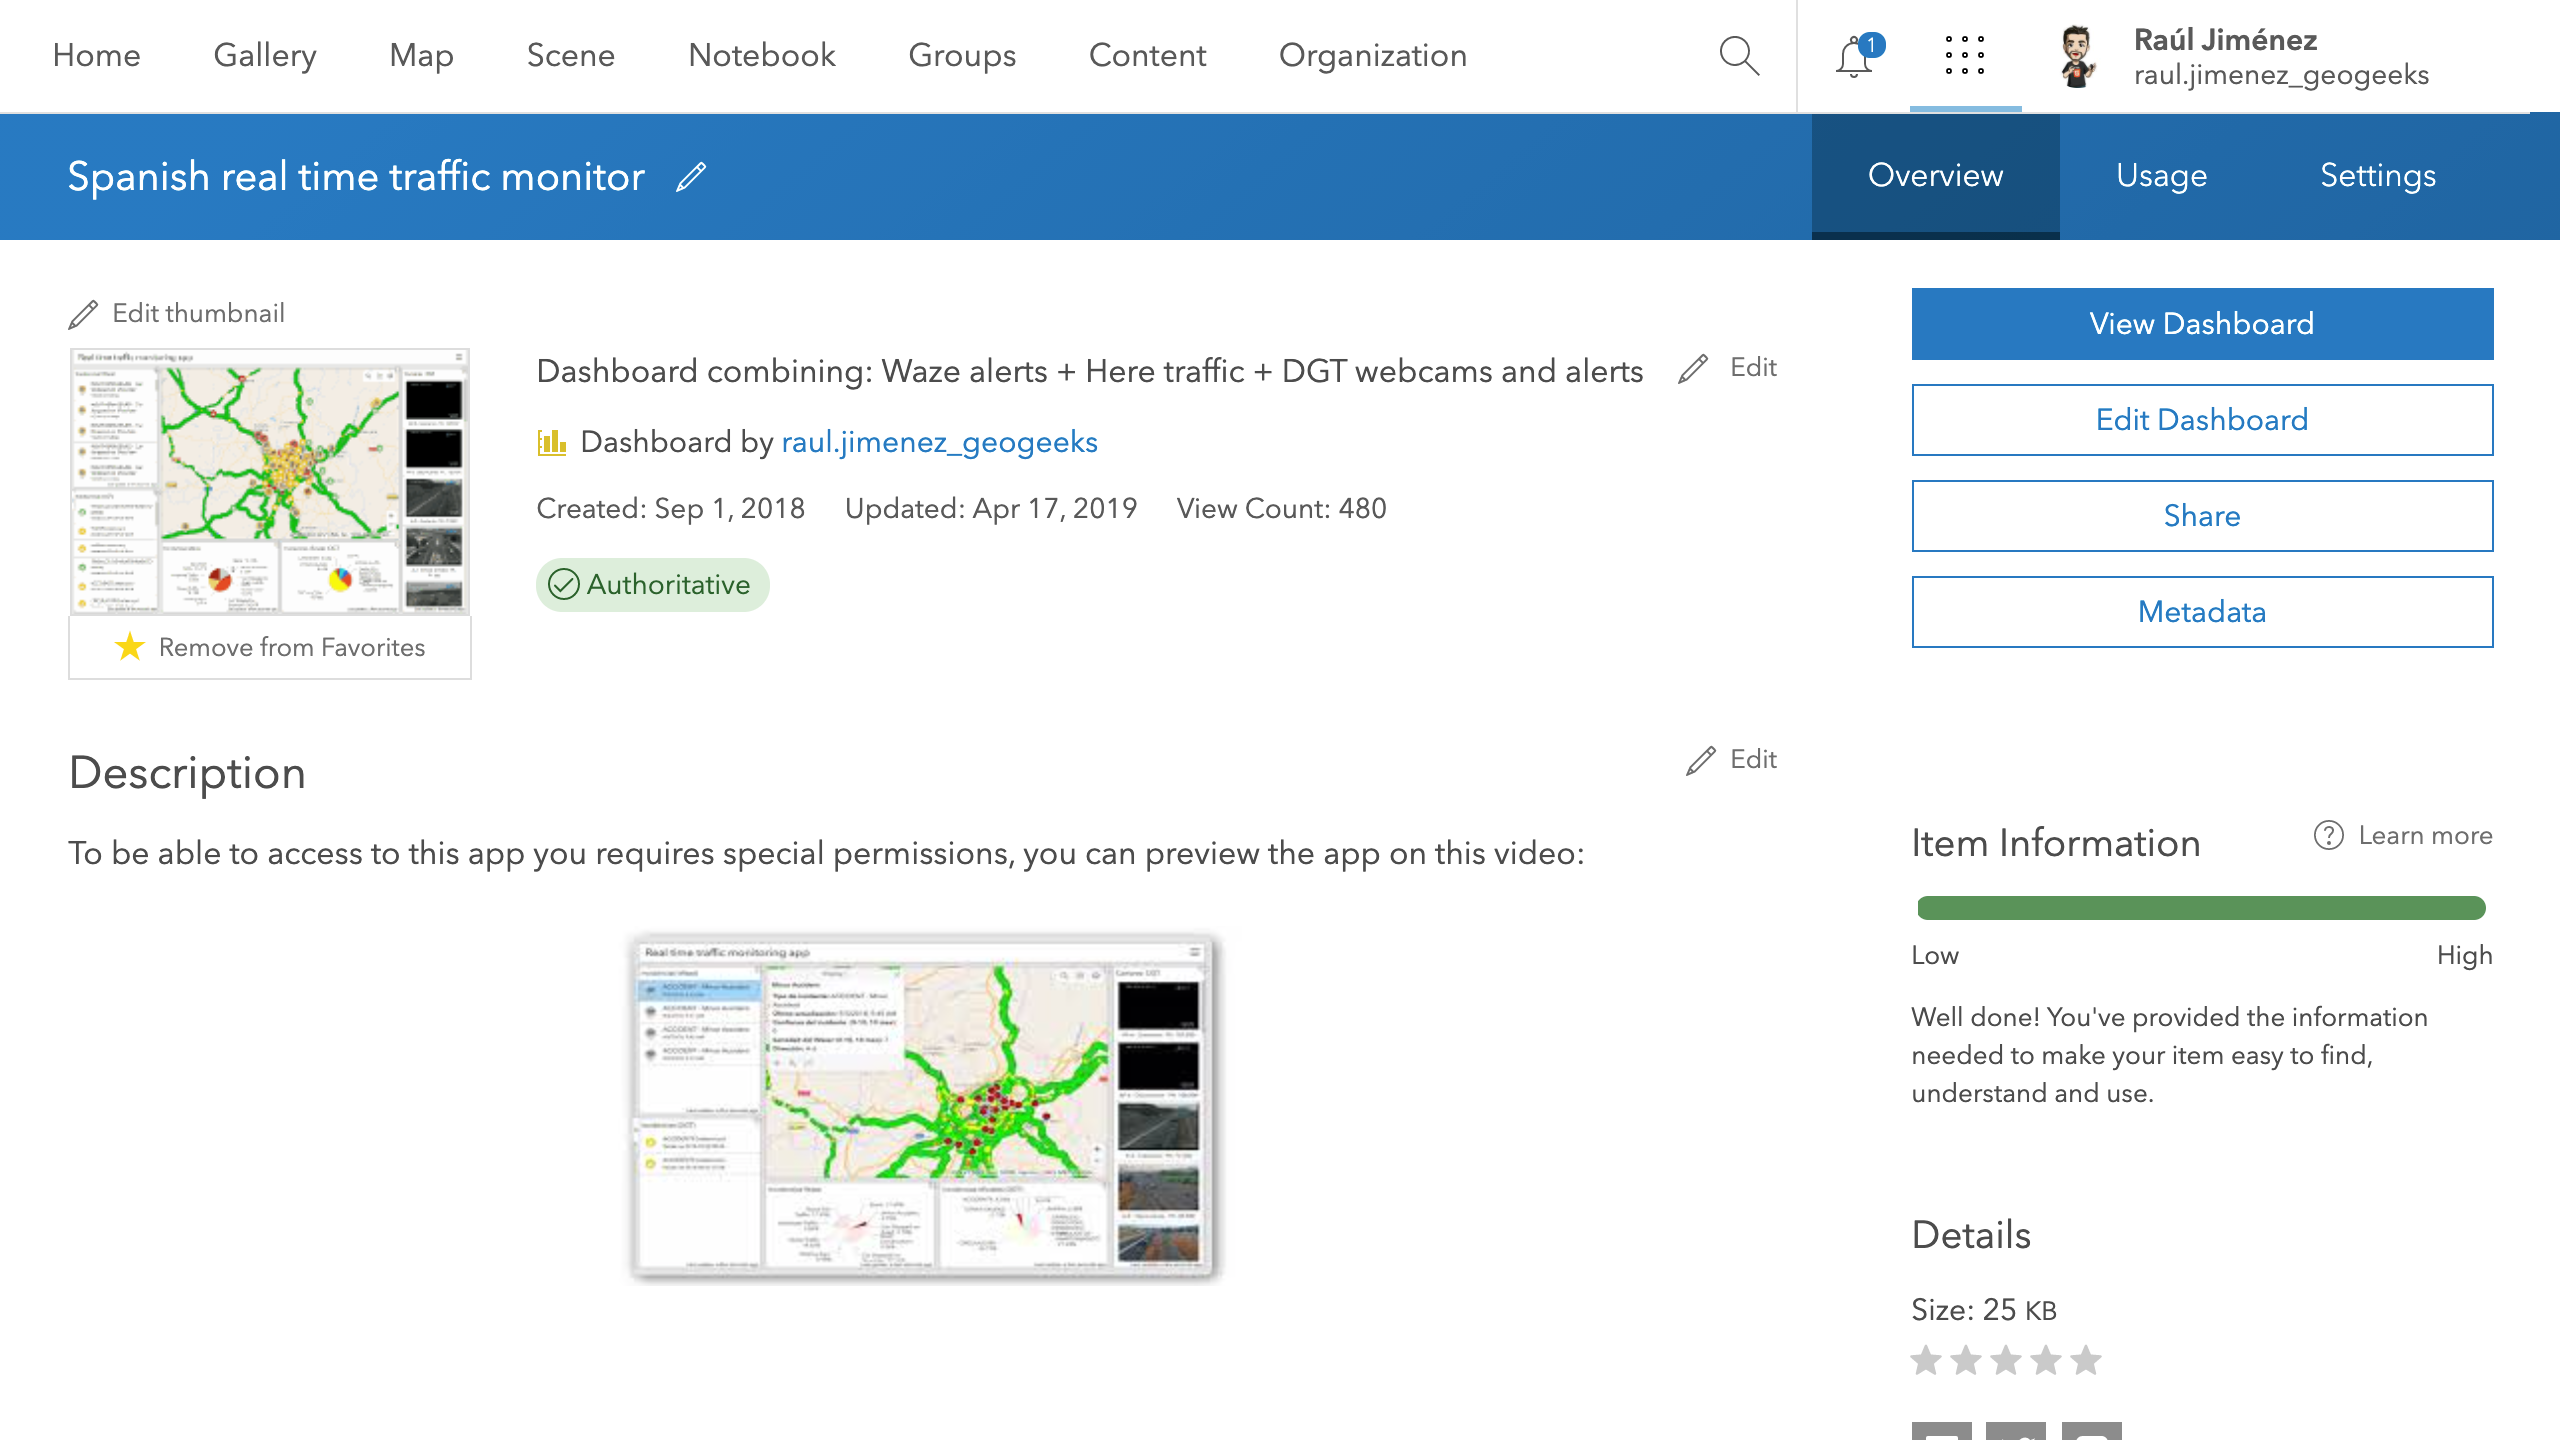 Home Gallery Map Scene Notebook Groups Content Organization
1
Raúl Jiménez
raul.jimenez_geogeeks
Spanish real time traffic monitor
Overview Usage Settings
Edit thumbnail
Real time traffic monitoring app
Remove from Favorites
Dashboard combining: Waze alerts + Here traffic + DGT webcams and alerts
Edit
Dashboard by raul.jimenez_geogeeks
Created: Sep 1, 2018 Updated: Apr 17, 2019 View Count: 480
Authoritative
View Dashboard
Edit Dashboard
Share
Metadata
Description
Edit
To be able to access to this app you requires special permissions, you can preview the app on this video:
Real time traffic monitoring app
Item Information
Learn more
Low High
Well done! You've provided the information
needed to make your item easy to find,
understand and use.
Details
Size: 25 KB